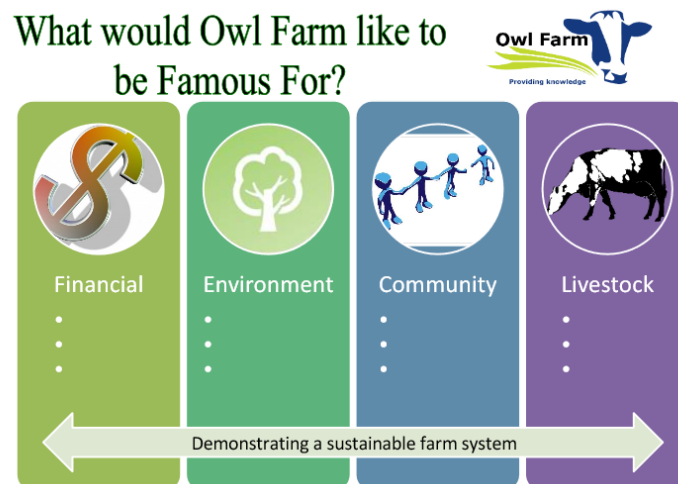 What would Owl Farm like to
be Famous For?
Owl Farm
Providing knowledge
Financial
Environment
Community
Livestock
Demonstrating a sustainable farm system